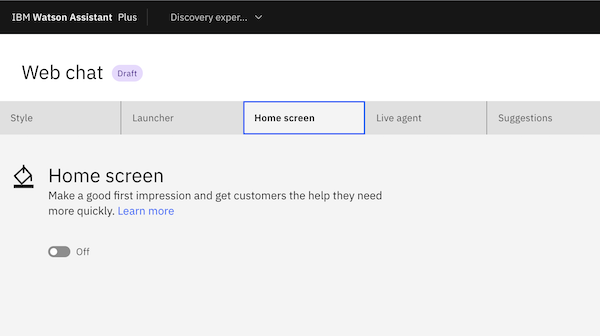 IBM Watson Assistant Plus
Discovery exper...
Web chat
Draft
Style
Launcher
Home screen
Live agent
Suggestions
Home screen
Make a good first impression and get customers the help they need
more quickly. Learn more
Off